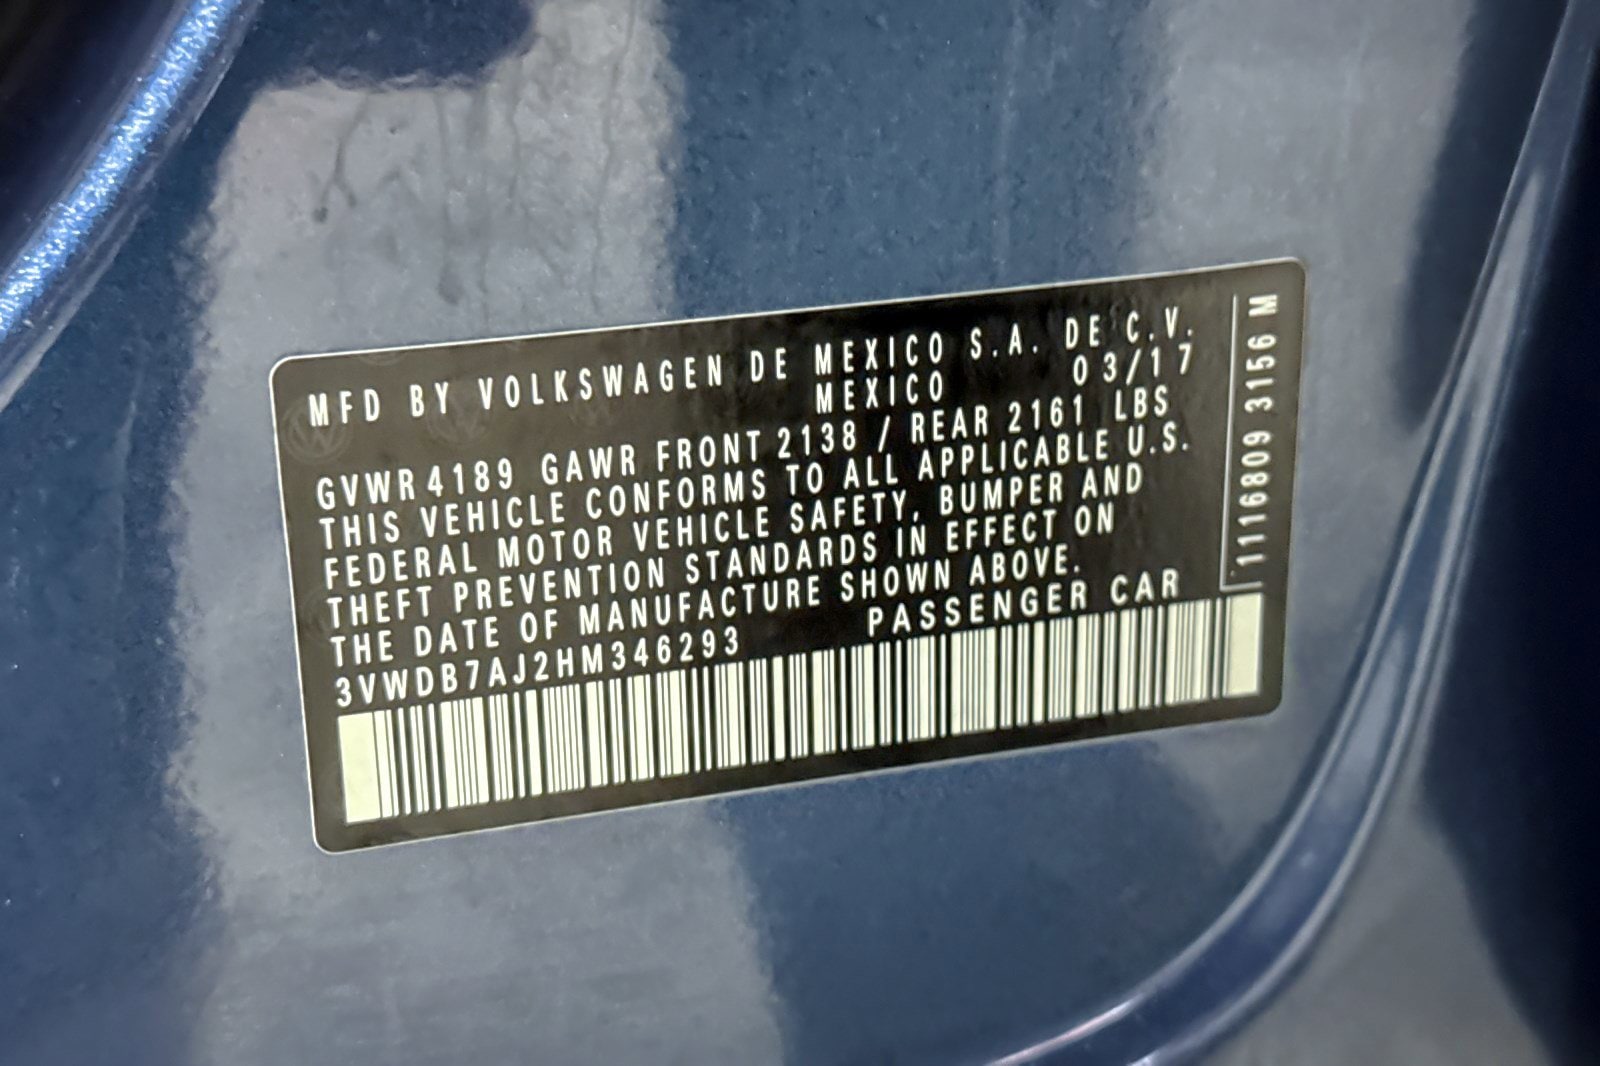 MFD BY VOLKSWAGEN DE MEXICO S.A. DE C.V.
MEXICO 03/17
GVWR 4189 GAWR FRONT 2138 / REAR 2161 LBS
THIS VEHICLE CONFORMS TO ALL APPLICABLE U.S.
FEDERAL MOTOR VEHICLE SAFETY, BUMPER AND
THEFT PREVENTION STANDARDS IN EFFECT ON
THE DATE OF MANUFACTURE SHOWN ABOVE.
3VWDB7AJ2HM346293 PASSENGER CAR
1116809 3156 M